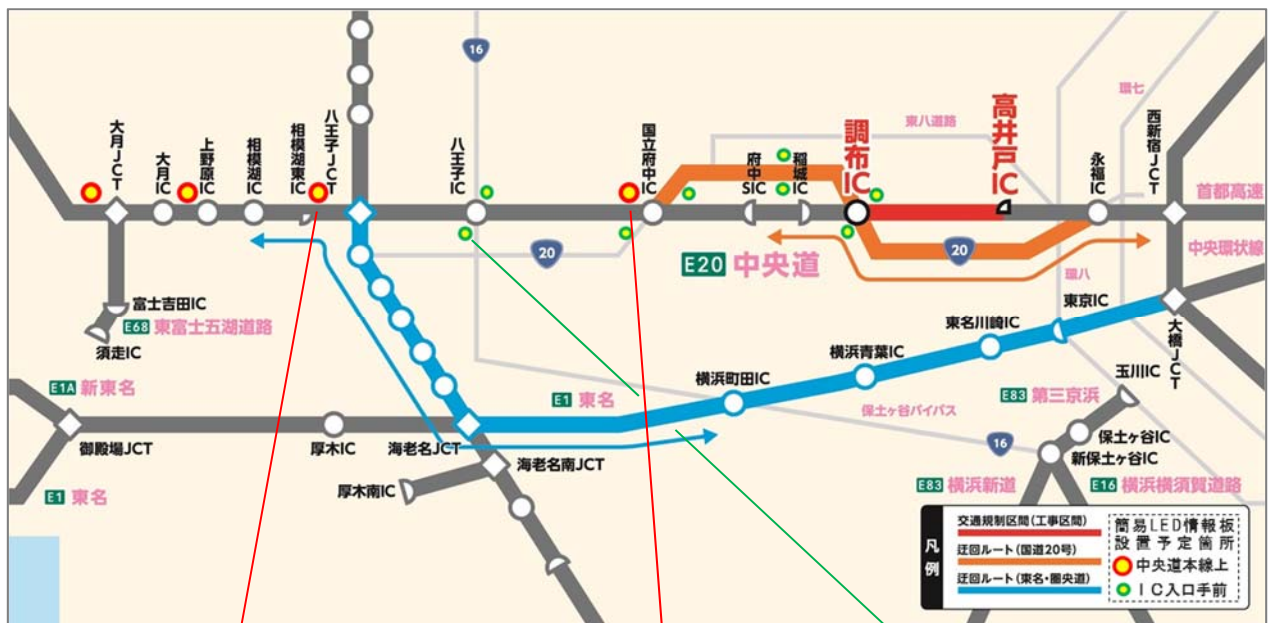 16
環七
東八道路
高井戸IC
西新宿JCT
大月JCT
大月IC
上野原IC
相模湖IC
相模湖東IC
八王子JCT
八王子IC
国立府中IC
府中SIC
稲城IC
調布IC
永福IC
首都高速
中央環状線
20
E20 中央道
20
環八
富士吉田IC
E68 東富士五湖道路
須走IC
東京IC
東名川崎IC
横浜青葉IC
大橋JCT
横浜町田IC
玉川IC
E1A 新東名
E1 東名
E83 第三京浜
保土ヶ谷バイパス
御殿場JCT
厚木IC
海老名JCT
16
保土ヶ谷IC
新保土ヶ谷IC
海老名南JCT
厚木南IC
E1 東名
E83 横浜新道
E16 横浜横須賀道路
凡例
交通規制区間(工事区間)
迂回ルート(国道20号)
迂回ルート(東名・圏央道)
簡易LED情報板
設置予定箇所
中央道本線上
IC入口手前